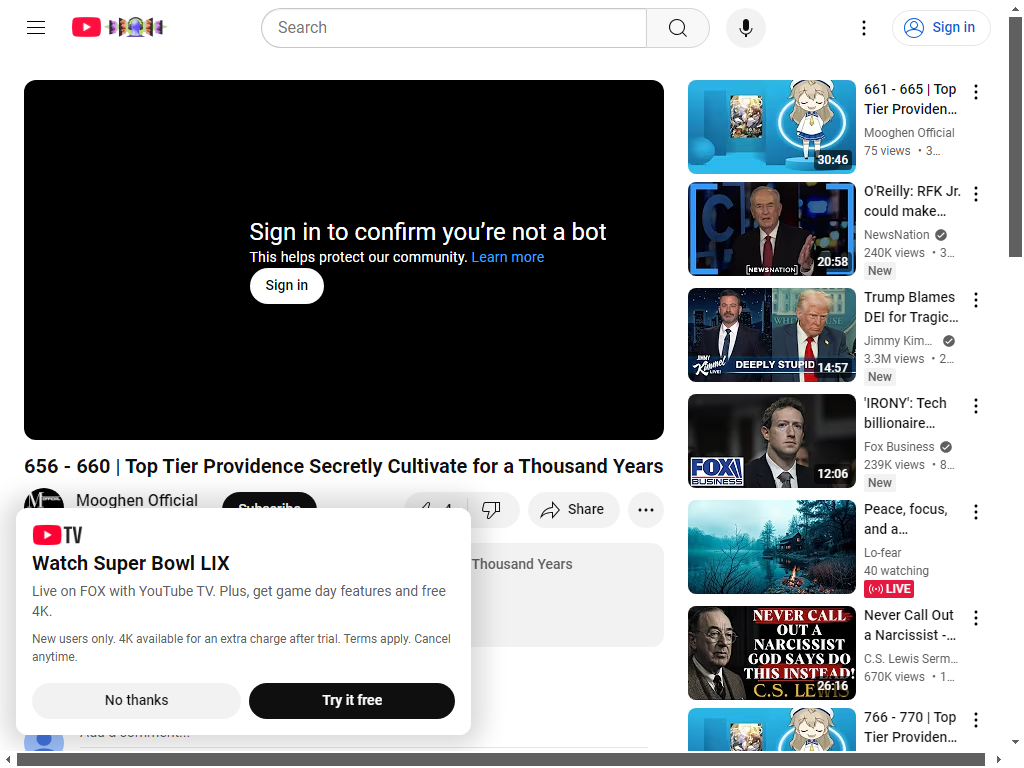 Search
Sign in
Sign in to confirm you’re not a bot
This helps protect our community. Learn more
Sign in
656 - 660 | Top Tier Providence Secretly Cultivate for a Thousand Years
Mooghen Official
Subscribe
4
Share
Thousand Years
TV
Watch Super Bowl LIX
Live on FOX with YouTube TV. Plus, get game day features and free
4K.
New users only. 4K available for an extra charge after trial. Terms apply. Cancel
anytime.
No thanks
Try it free
Add a comment...
30:46
661 - 665 | Top
Tier Providen...
Mooghen Official
75 views • 3...
[NEWSNATION]
20:58
O'Reilly: RFK Jr.
could make...
NewsNation
240K views • 3...
New
JIMMY
Kimmel
LIVE!
DEEPLY STUPID
14:57
Trump Blames
DEI for Tragic...
Jimmy Kim...
3.3M views • 2...
New
FOX
BUSINESS
12:06
'IRONY': Tech
billionaire...
Fox Business
239K views • 8...
New
Peace, focus,
and a...
Lo-fear
40 watching
LIVE
NEVER CALL
OUT A
NARCISSIST
GOD SAYS DO
THIS INSTEAD!
C.S. LEWIS
26:16
Never Call Out
a Narcissist -...
C.S. Lewis Serm...
670K views • 1...
766 - 770 | Top
Tier Providen...